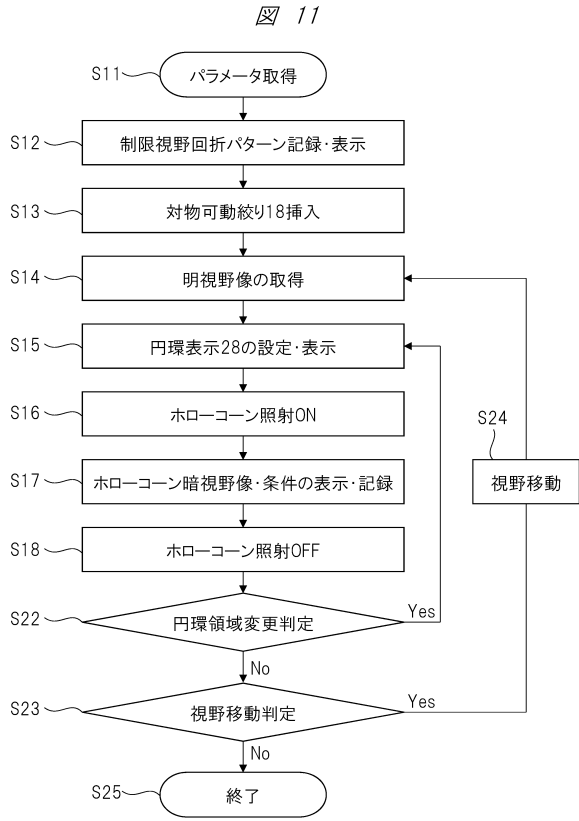 図 11
S11
パラメータ取得
S12
制限視野回折パターン記録・表示
S13
対物可動絞り18挿入
S14
明視野像の取得
S15
円環表示28の設定・表示
S16
ホローコーン照射ON
S24
視野移動
S17
ホローコーン暗視野像・条件の表示・記録
S18
ホローコーン照射OFF
S22
円環領域変更判定
Yes
No
S23
視野移動判定
Yes
No
S25
終了